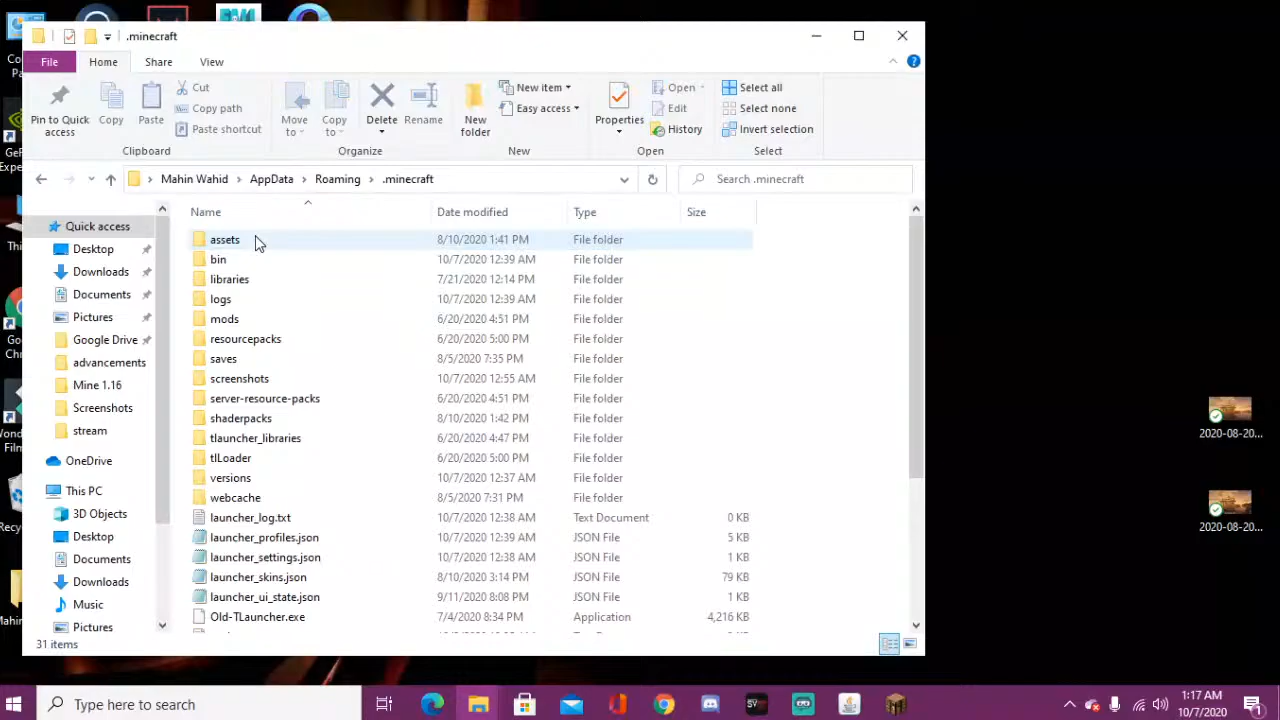 .minecraft
File Home Share View
Pin to Quick access
Copy
Paste
Cut
Copy path
Paste shortcut
Clipboard
Move to
Copy to
Delete
Rename
Organize
New folder
New item
Easy access
New
Properties
Open
Edit
History
Open
Select all
Select none
Invert selection
Select
Mahin Wahid > AppData > Roaming > .minecraft
Search .minecraft
Name Date modified Type Size
Quick access
Desktop
Downloads
Documents
Pictures
Google Drive
advancements
Mine 1.16
Screenshots
stream
OneDrive
This PC
3D Objects
Desktop
Documents
Downloads
Music
Pictures
assets 8/10/2020 1:41 PM File folder
bin 10/7/2020 12:39 AM File folder
libraries 7/21/2020 12:14 PM File folder
logs 10/7/2020 12:39 AM File folder
mods 6/20/2020 4:51 PM File folder
resourcepacks 6/20/2020 5:00 PM File folder
saves 8/5/2020 7:35 PM File folder
screenshots 10/7/2020 12:55 AM File folder
server-resource-packs 6/20/2020 4:51 PM File folder
shaderpacks 8/10/2020 1:42 PM File folder
tlauncher_libraries 6/20/2020 4:47 PM File folder
tlLoader 6/20/2020 5:00 PM File folder
versions 10/7/2020 12:37 AM File folder
webcache 8/5/2020 7:31 PM File folder
launcher_log.txt 10/7/2020 12:38 AM Text Document 0 KB
launcher_profiles.json 10/7/2020 12:39 AM JSON File 5 KB
launcher_settings.json 10/7/2020 12:38 AM JSON File 1 KB
launcher_skins.json 8/10/2020 3:14 PM JSON File 79 KB
launcher_ui_state.json 9/11/2020 8:08 PM JSON File 1 KB
Old-TLauncher.exe 7/4/2020 8:34 PM Application 4,216 KB
31 items
2020-08-20...
2020-08-20...
Type here to search
SV
1:17 AM
10/7/2020
1